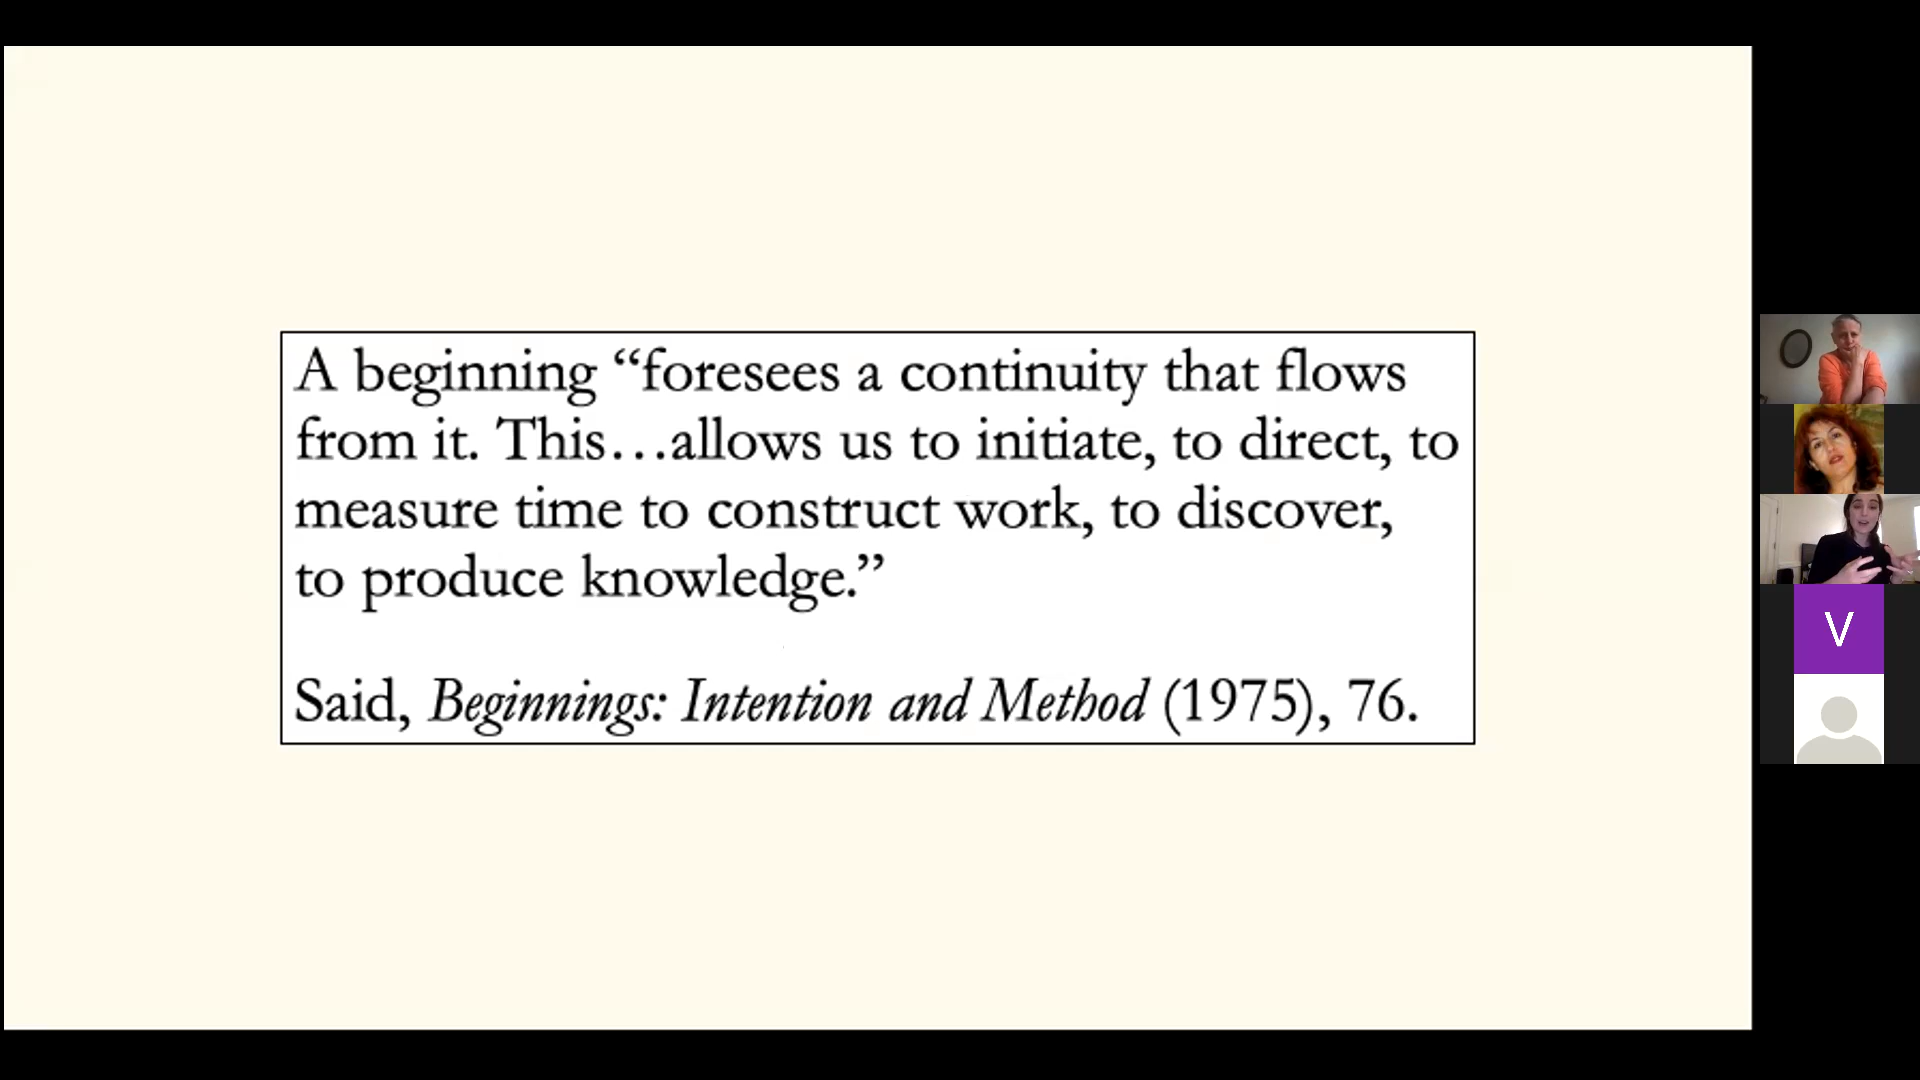 A beginning “foresees a continuity that flows
from it. This…allows us to initiate, to direct, to
measure time to construct work, to discover,
to produce knowledge.”
Said, Beginnings: Intention and Method (1975), 76.
V